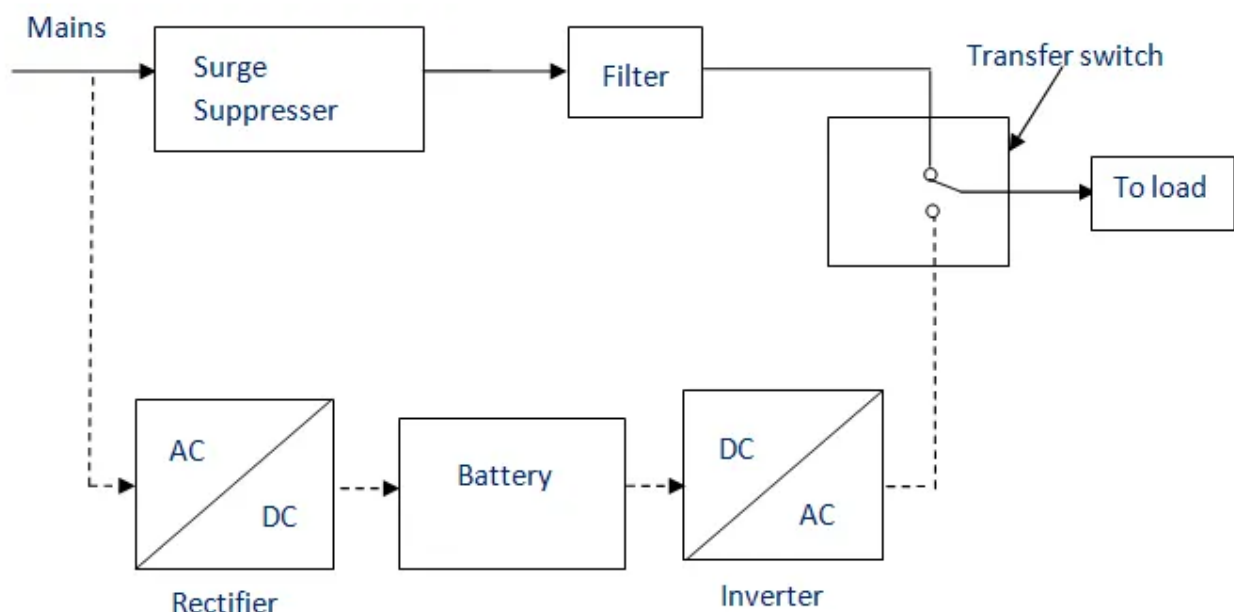 Mains
Surge
Suppresser
Filter
Transfer switch
To load
AC
DC
Rectifier
Battery
DC
AC
Inverter